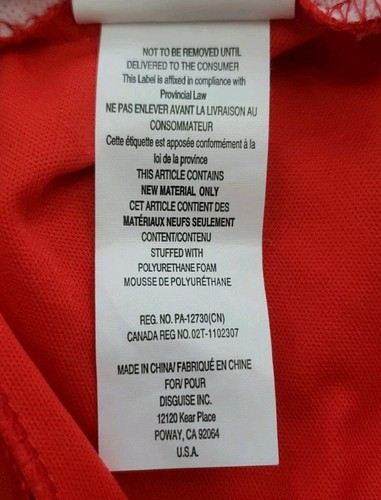 NOT TO BE REMOVED UNTIL
DELIVERED TO THE CONSUMER
This Label is affixed in compliance with
Provincial Law
NE PAS ENLEVER AVANT LA LIVRAISON AU
CONSOMMATEUR
Cette étiquette est apposée conformément à la
loi de la province
THIS ARTICLE CONTAINS
NEW MATERIAL ONLY
CET ARTICLE CONTIENT DES
MATÉRIAUX NEUFS SEULEMENT
CONTENT/CONTENU
STUFFED WITH
POLYURETHANE FOAM
MOUSSE DE POLYURÉTHANE
REG. NO. PA-12730(CN)
CANADA REG NO.02T-1102307
MADE IN CHINA/ FABRIQUÉ EN CHINE
FOR/ POUR
DISGUISE INC.
12120 Kear Place
POWAY, CA 92064
U.S.A.